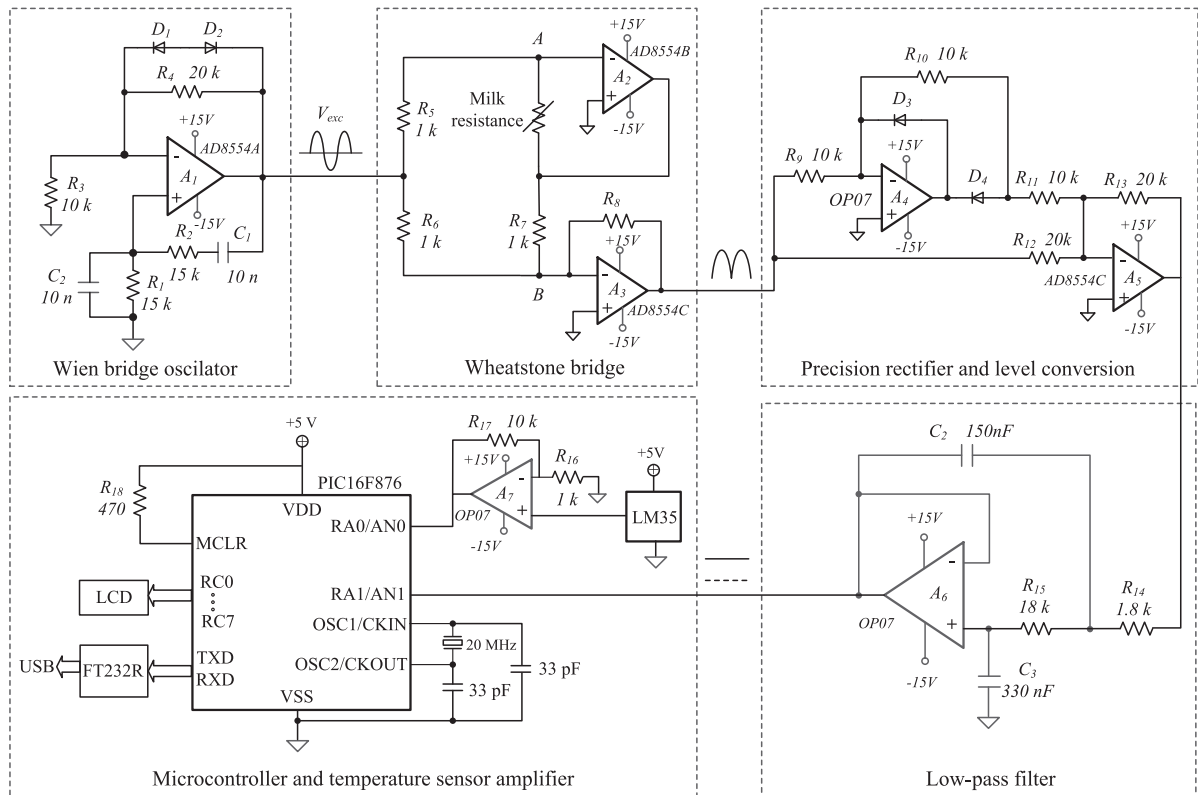 D1 D2
R4 20 k
+15V
AD8554A
A1
-
+
-15V
R3
10 k
R2
15 k
C1
10 n
C2
10 n
R1
15 k
Wien bridge oscilator
Vexc
A
+15V
AD8554B
A2
-
+
-15V
R5
1 k
Milk
resistance
R6
1 k
R7
1 k
R8
+15V
A3
-
+
AD8554C
-15V
B
Wheatstone bridge
R10 10 k
D3
+15V
R9 10 k
OP07
A4
-
+
-15V
D4
R11 10 k
R13 20 k
R12 20k
+15V
AD8554C
A5
-
+
-15V
Precision rectifier and level conversion
+5 V
R18
470
PIC16F876
VDD
MCLR
RC0
RC7
TXD
RXD
VSS
RA0/AN0
RA1/AN1
OSC1/CKIN
OSC2/CKOUT
LCD
USB
FT232R
R17 10 k
+15V
R16
1 k
A7
-
+
OP07
-15V
+5V
LM35
20 MHz
33 pF
33 pF
Microcontroller and temperature sensor amplifier
C2 150nF
+15V
A6
-
+
OP07
-15V
R15
18 k
R14
1.8 k
C3
330 nF
Low-pass filter